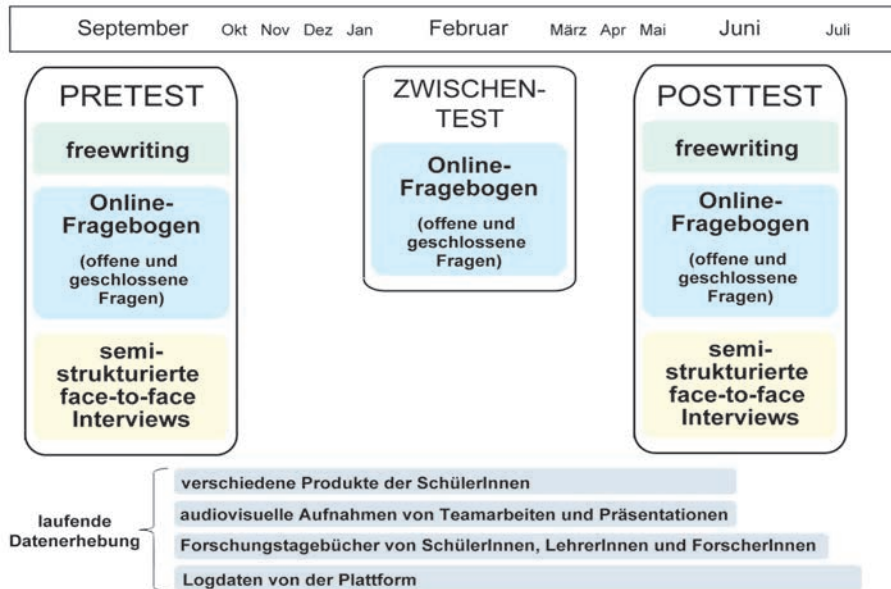 September Okt Nov Dez Jan Februar März Apr Mai Juni Juli
PRETEST
freewriting
Online-
Fragebogen
(offene und
geschlossene
Fragen)
semi-
strukturierte
face-to-face
Interviews
ZWISCHEN-
TEST
Online-
Fragebogen
(offene und
geschlossene
Fragen)
POSTTEST
freewriting
Online-
Fragebogen
(offene und
geschlossene
Fragen)
semi-
strukturierte
face-to-face
Interviews
laufende
Datenerhebung
verschiedene Produkte der SchülerInnen
audiovisuelle Aufnahmen von Teamarbeiten und Präsentationen
Forschungstagebücher von SchülerInnen, LehrerInnen und ForscherInnen
Logdaten von der Plattform